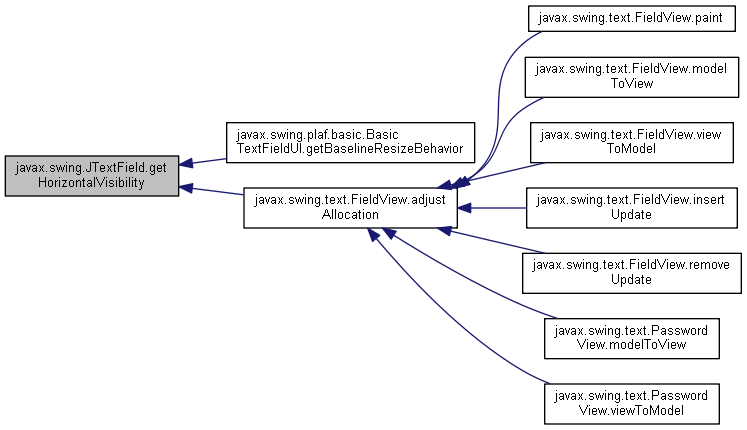 javax.swing.JTextField.get
HorizontalVisibility
javax.swing.plaf.basic.Basic
TextFieldUI.getBaselineResizeBehavior
javax.swing.text.FieldView.adjust
Allocation
javax.swing.text.FieldView.paint
javax.swing.text.FieldView.model
ToView
javax.swing.text.FieldView.view
ToModel
javax.swing.text.FieldView.insert
Update
javax.swing.text.FieldView.remove
Update
javax.swing.text.Password
View.modelToView
javax.swing.text.Password
View.viewToModel